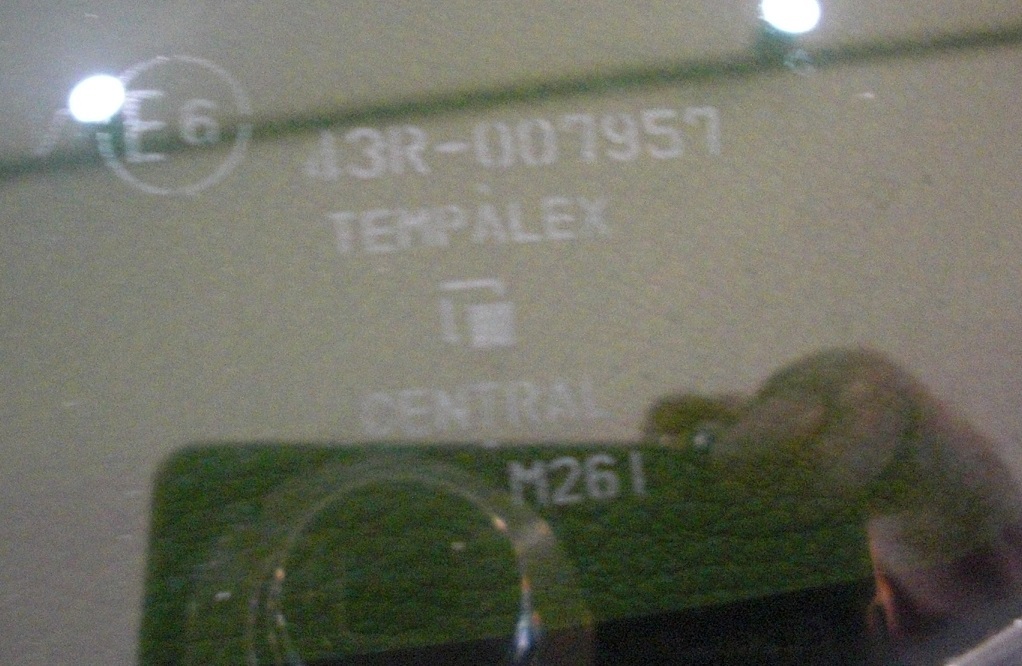 E6 43R-007957
TEMPALEX
CENTRAL
M261